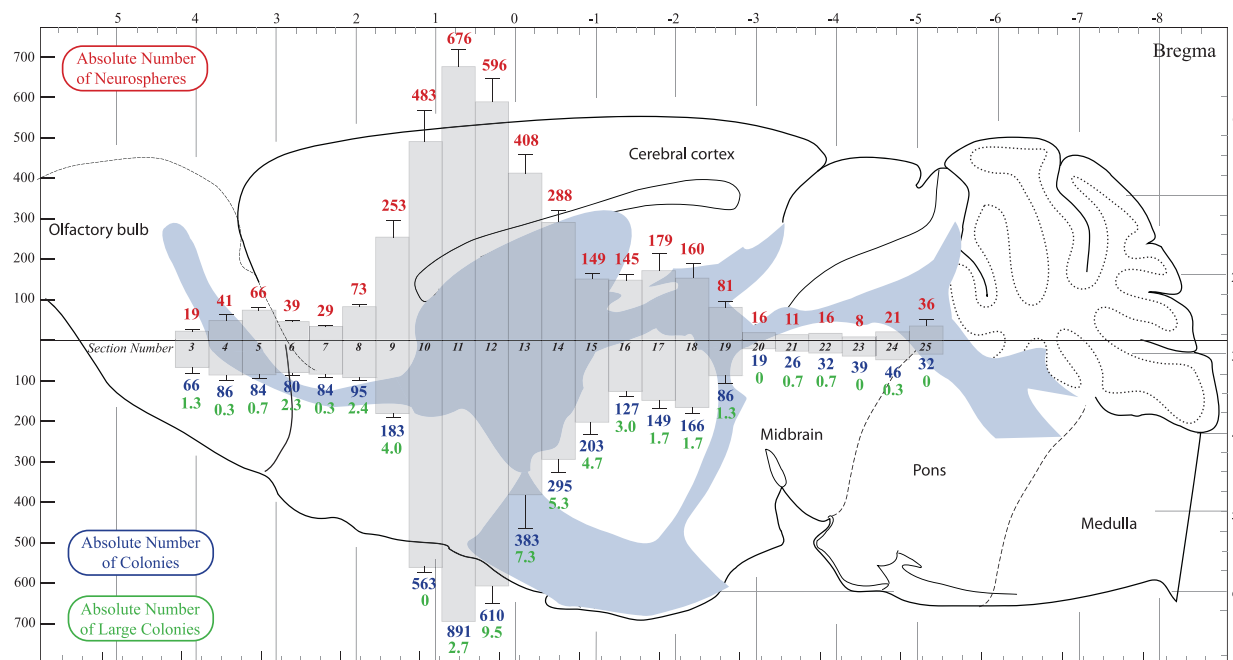 5 4 3 2 1 0 -1 -2 -3 -4 -5 -6 -7 -8
Bregma
Absolute Number
of Neurospheres
700
600
500
400
300
200
100
676
596
483
408
288
253
149 145 179 160
73
81
19 41 66 39 29
16 11 16 8 21 36
Cerebral cortex
Olfactory bulb
Section Number 3 4 5 6 7 8 9 10 11 12 13 14 15 16 17 18 19 20 21 22 23 24 25
66 86 84 80 84 95
1.3 0.3 0.7 2.3 0.3 2.4
183
4.0
563
0
891
2.7
610
9.5
383
7.3
295
5.3
203
4.7
127
3.0
149
1.7
166
1.7
86
1.3
19 26 32 39 46 32
0 0.7 0.7 0 0.3 0
100
200
300
400
500
600
700
Midbrain
Pons
Medulla
Absolute Number
of Colonies
Absolute Number
of Large Colonies